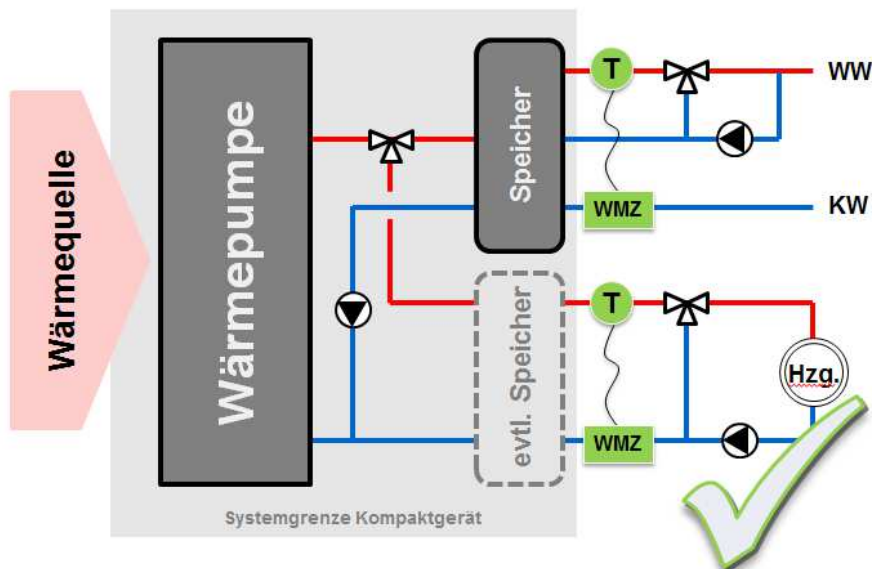 Wärmequelle
Wärmepumpe
Speicher
T
WW
WMZ
KW
evtl. Speicher
T
Hzg.
WMZ
Systemgrenze Kompaktgerät